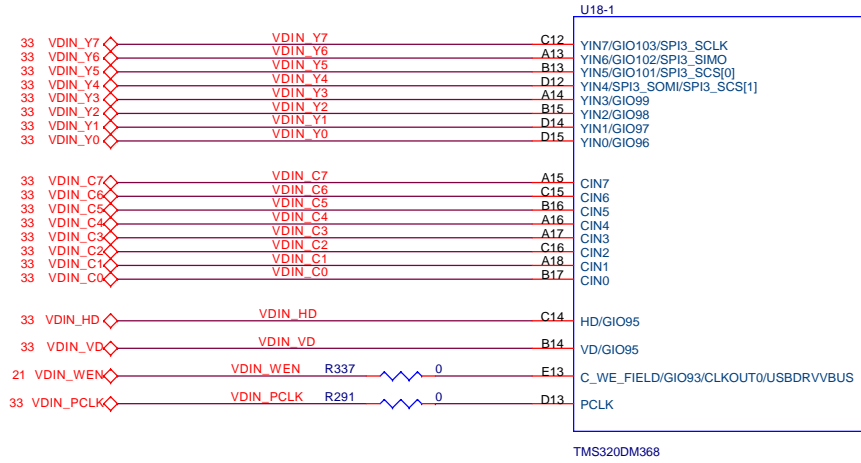 U18-1
33 VDIN_Y7 VDIN_Y7 C12 YIN7/GIO103/SPI3_SCLK
33 VDIN_Y6 VDIN_Y6 A13 YIN6/GIO102/SPI3_SIMO
33 VDIN_Y5 VDIN_Y5 B13 YIN5/GIO101/SPI3_SCS[0]
33 VDIN_Y4 VDIN_Y4 D12 YIN4/SPI3_SOMI/SPI3_SCS[1]
33 VDIN_Y3 VDIN_Y3 A14 YIN3/GIO99
33 VDIN_Y2 VDIN_Y2 B15 YIN2/GIO98
33 VDIN_Y1 VDIN_Y1 D14 YIN1/GIO97
33 VDIN_Y0 VDIN_Y0 D15 YIN0/GIO96
33 VDIN_C7 VDIN_C7 A15 CIN7
33 VDIN_C6 VDIN_C6 C15 CIN6
33 VDIN_C5 VDIN_C5 B16 CIN5
33 VDIN_C4 VDIN_C4 A16 CIN4
33 VDIN_C3 VDIN_C3 A17 CIN3
33 VDIN_C2 VDIN_C2 C16 CIN2
33 VDIN_C1 VDIN_C1 A18 CIN1
33 VDIN_C0 VDIN_C0 B17 CIN0
33 VDIN_HD VDIN_HD C14 HD/GIO95
33 VDIN_VD VDIN_VD B14 VD/GIO95
21 VDIN_WEN VDIN_WEN R337 0 E13 C_WE_FIELD/GIO93/CLKOUT0/USBDRVVBUS
33 VDIN_PCLK VDIN_PCLK R291 0 D13 PCLK
TMS320DM368